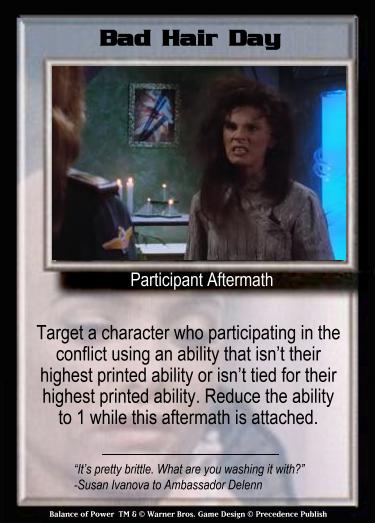 Bad Hair Day
Participant Aftermath
Target a character who participating in the
conflict using an ability that isn't their
highest printed ability or isn't tied for their
highest printed ability. Reduce the ability
to 1 while this aftermath is attached.
“It's pretty brittle. What are you washing it with?”
-Susan Ivanova to Ambassador Delenn
Balance of Power TM & © Warner Bros. Game Design © Precedence Publish